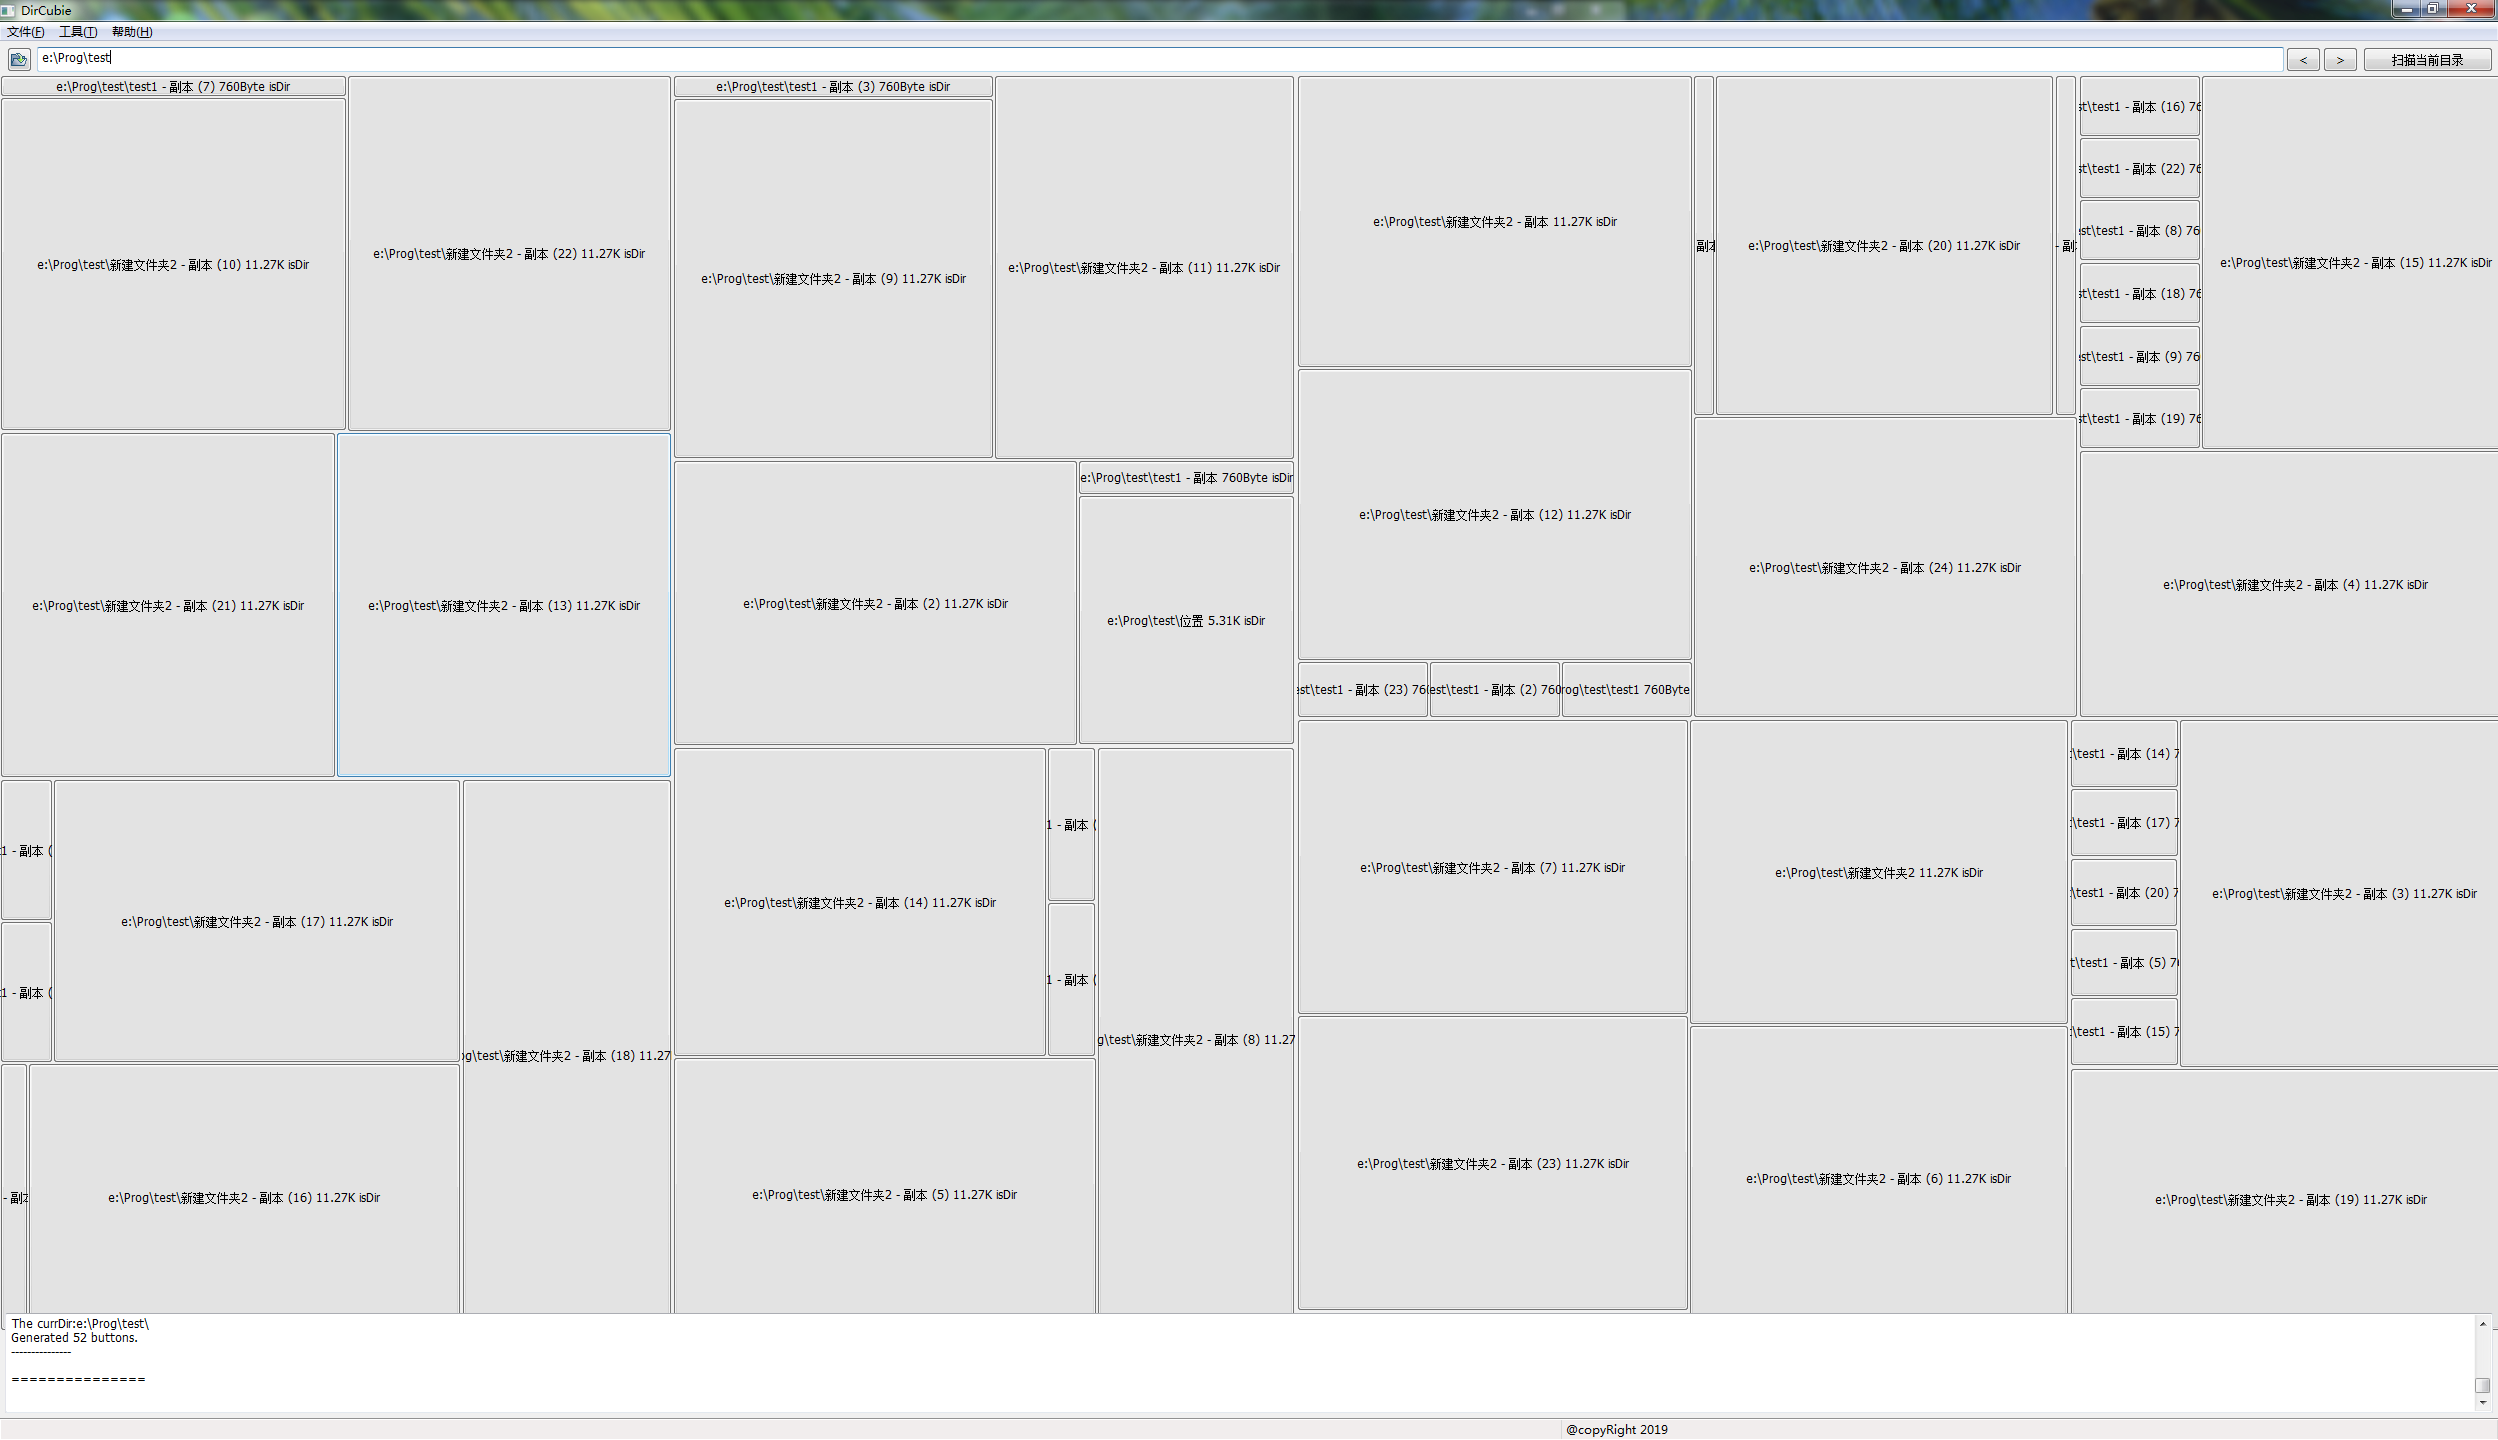 DirCubie
文件(F) 工具(T) 帮助(H)
e:\Prog\test
< > 扫描当前目录
e:\Prog\test\test1 - 副本 (7) 760Byte isDir
e:\Prog\test\新建文件夹2 - 副本 (10) 11.27K isDir
e:\Prog\test\新建文件夹2 - 副本 (22) 11.27K isDir
e:\Prog\test\新建文件夹2 - 副本 (21) 11.27K isDir
e:\Prog\test\新建文件夹2 - 副本 (13) 11.27K isDir
1 - 副本 (
1 - 副本 (
e:\Prog\test\新建文件夹2 - 副本 (17) 11.27K isDir
- 副本
e:\Prog\test\新建文件夹2 - 副本 (16) 11.27K isDir
g\test\新建文件夹2 - 副本 (18) 11.27
e:\Prog\test\test1 - 副本 (3) 760Byte isDir
e:\Prog\test\新建文件夹2 - 副本 (9) 11.27K isDir
e:\Prog\test\新建文件夹2 - 副本 (11) 11.27K isDir
e:\Prog\test\新建文件夹2 - 副本 (2) 11.27K isDir
e:\Prog\test\test1 - 副本 760Byte isDir
e:\Prog\test\位置 5.31K isDir
e:\Prog\test\新建文件夹2 - 副本 (14) 11.27K isDir
1 - 副本 (
1 - 副本 (
e:\Prog\test\新建文件夹2 - 副本 (5) 11.27K isDir
g\test\新建文件夹2 - 副本 (8) 11.27
e:\Prog\test\新建文件夹2 - 副本 11.27K isDir
e:\Prog\test\新建文件夹2 - 副本 (12) 11.27K isDir
st\test1 - 副本 (23) 76
est\test1 - 副本 (2) 760
rog\test\test1 760Byte
副本
e:\Prog\test\新建文件夹2 - 副本 (20) 11.27K isDir
- 副本
e:\Prog\test\新建文件夹2 - 副本 (24) 11.27K isDir
st\test1 - 副本 (16) 76
st\test1 - 副本 (22) 76
est\test1 - 副本 (8) 76
st\test1 - 副本 (18) 76
est\test1 - 副本 (9) 76
st\test1 - 副本 (19) 76
e:\Prog\test\新建文件夹2 - 副本 (15) 11.27K isDir
e:\Prog\test\新建文件夹2 - 副本 (4) 11.27K isDir
e:\Prog\test\新建文件夹2 - 副本 (7) 11.27K isDir
e:\Prog\test\新建文件夹2 - 副本 (23) 11.27K isDir
e:\Prog\test\新建文件夹2 11.27K isDir
e:\Prog\test\新建文件夹2 - 副本 (6) 11.27K isDir
\test1 - 副本 (14) 7
\test1 - 副本 (17) 7
\test1 - 副本 (20) 7
t\test1 - 副本 (5) 7
\test1 - 副本 (15) 7
e:\Prog\test\新建文件夹2 - 副本 (3) 11.27K isDir
e:\Prog\test\新建文件夹2 - 副本 (19) 11.27K isDir
The currDir:e:\Prog\test\
Generated 52 buttons.
---------------
===============
@copyRight 2019